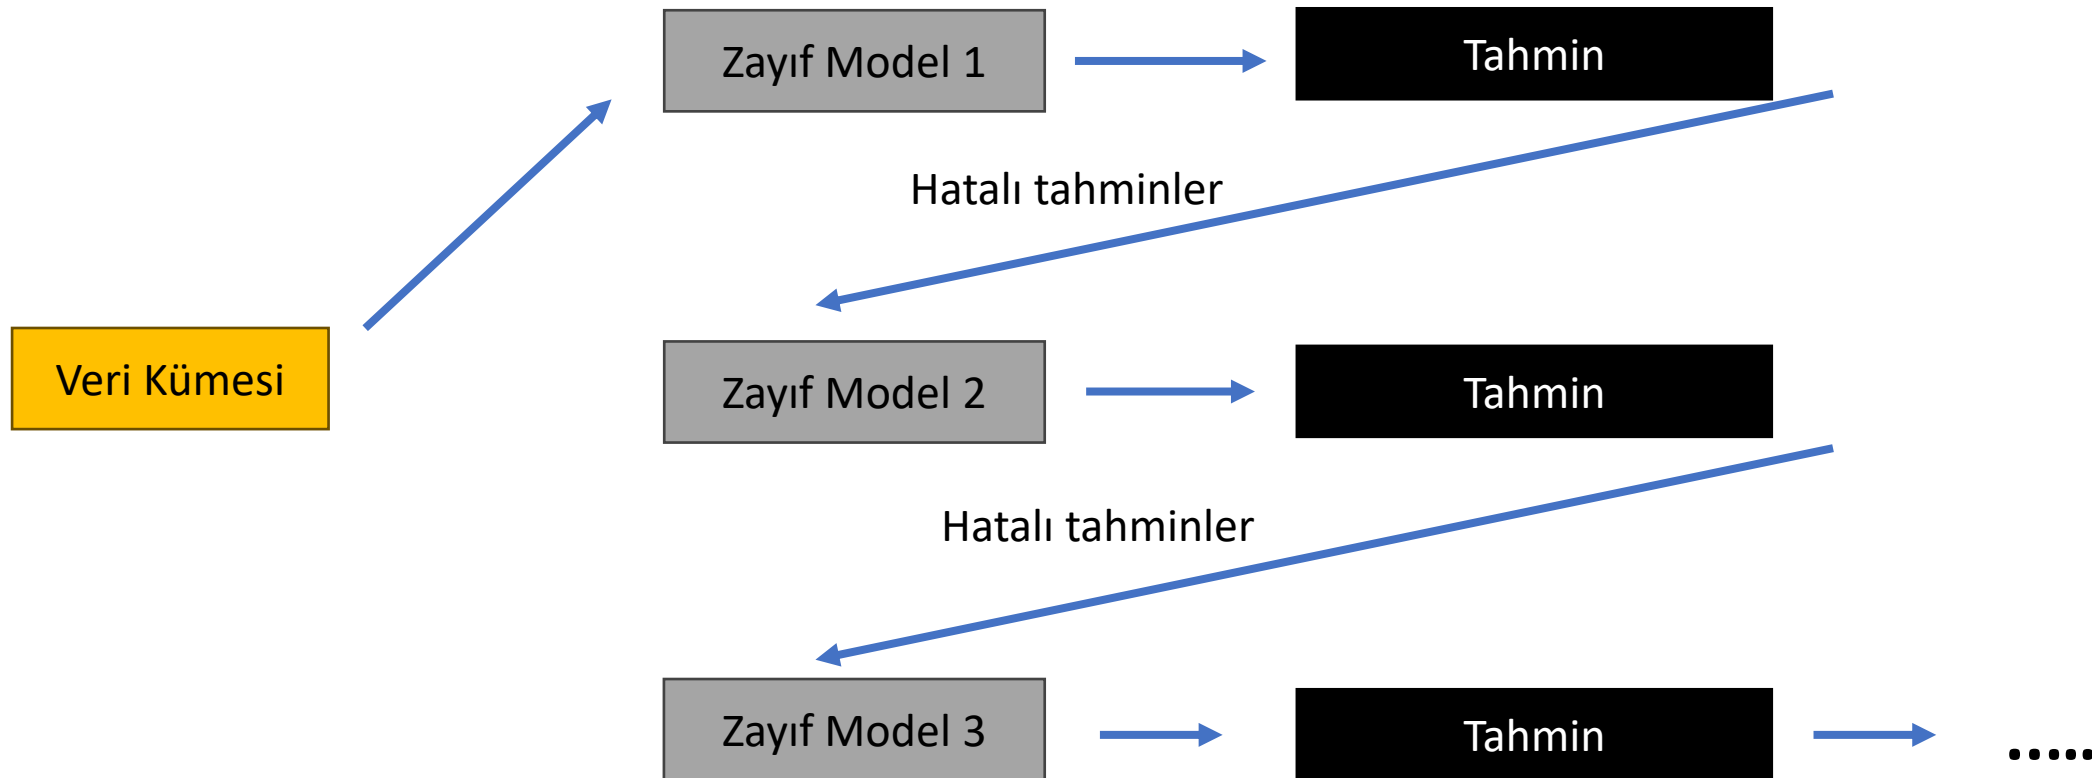 Zayıf Model 1
Tahmin
Hatalı tahminler
Veri Kümesi
Zayıf Model 2
Tahmin
Hatalı tahminler
Zayıf Model 3
Tahmin
.....